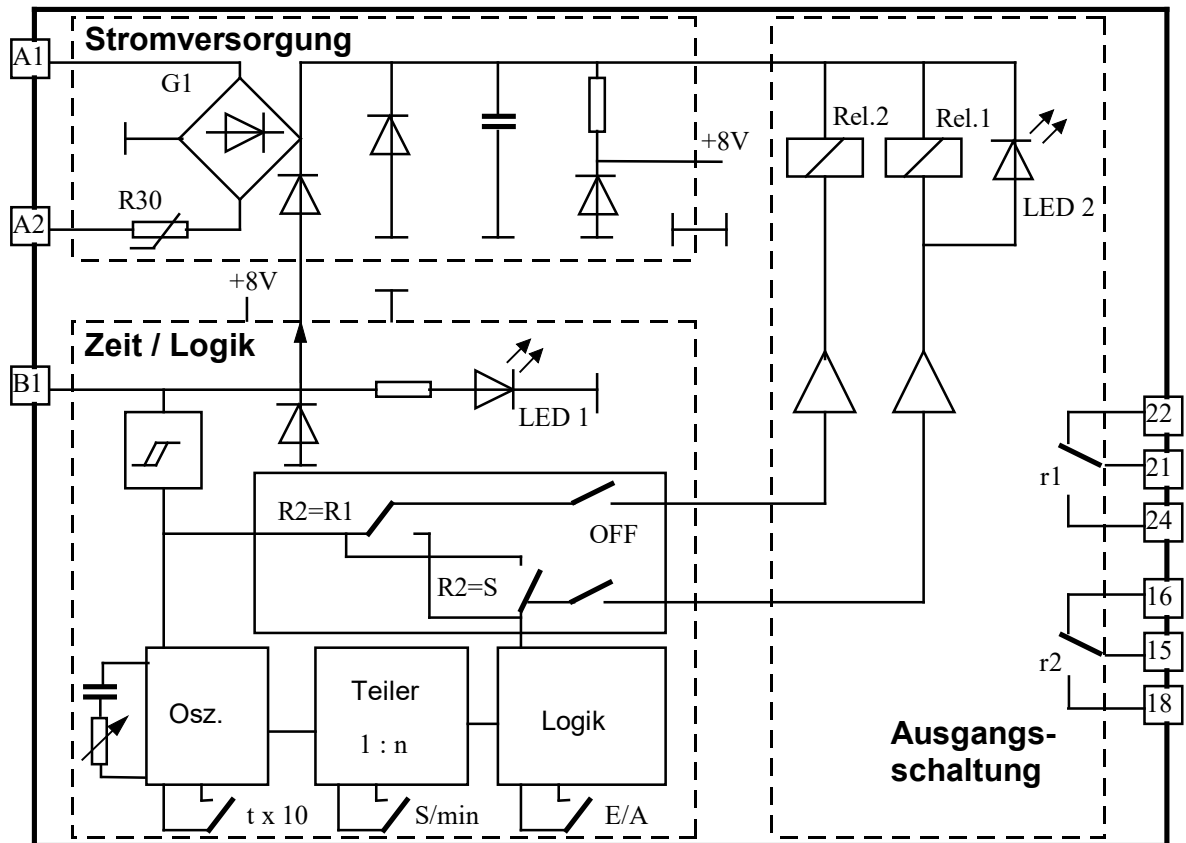 Stromversorgung
A1
G1
Rel.2
Rel.1
+8V
R30
LED 2
A2
+8V
Zeit / Logik
B1
LED 1
22
r1
21
R2=R1
OFF
24
R2=S
16
15
r2
18
Osz.
Teiler
1 : n
Logik
Ausgangs-
schaltung
t x 10
S/min
E/A